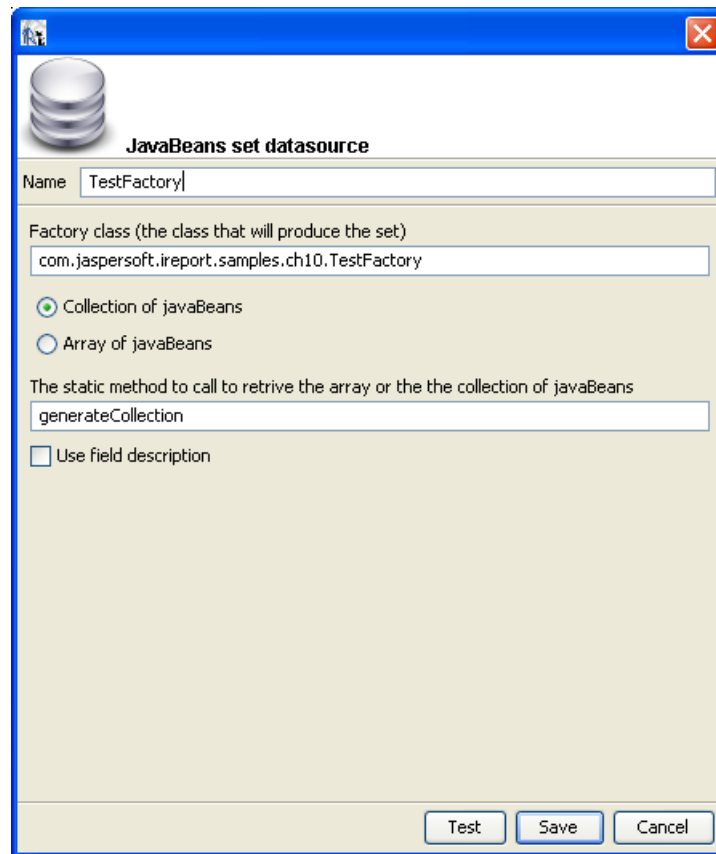 JavaBeans set datasource
Name TestFactory
Factory class (the class that will produce the set)
com.jaspersoft.ireport.samples.ch10.TestFactory
Collection of javaBeans
Array of javaBeans
The static method to call to retrive the array or the the collection of javaBeans
generateCollection
Use field description
Test Save Cancel